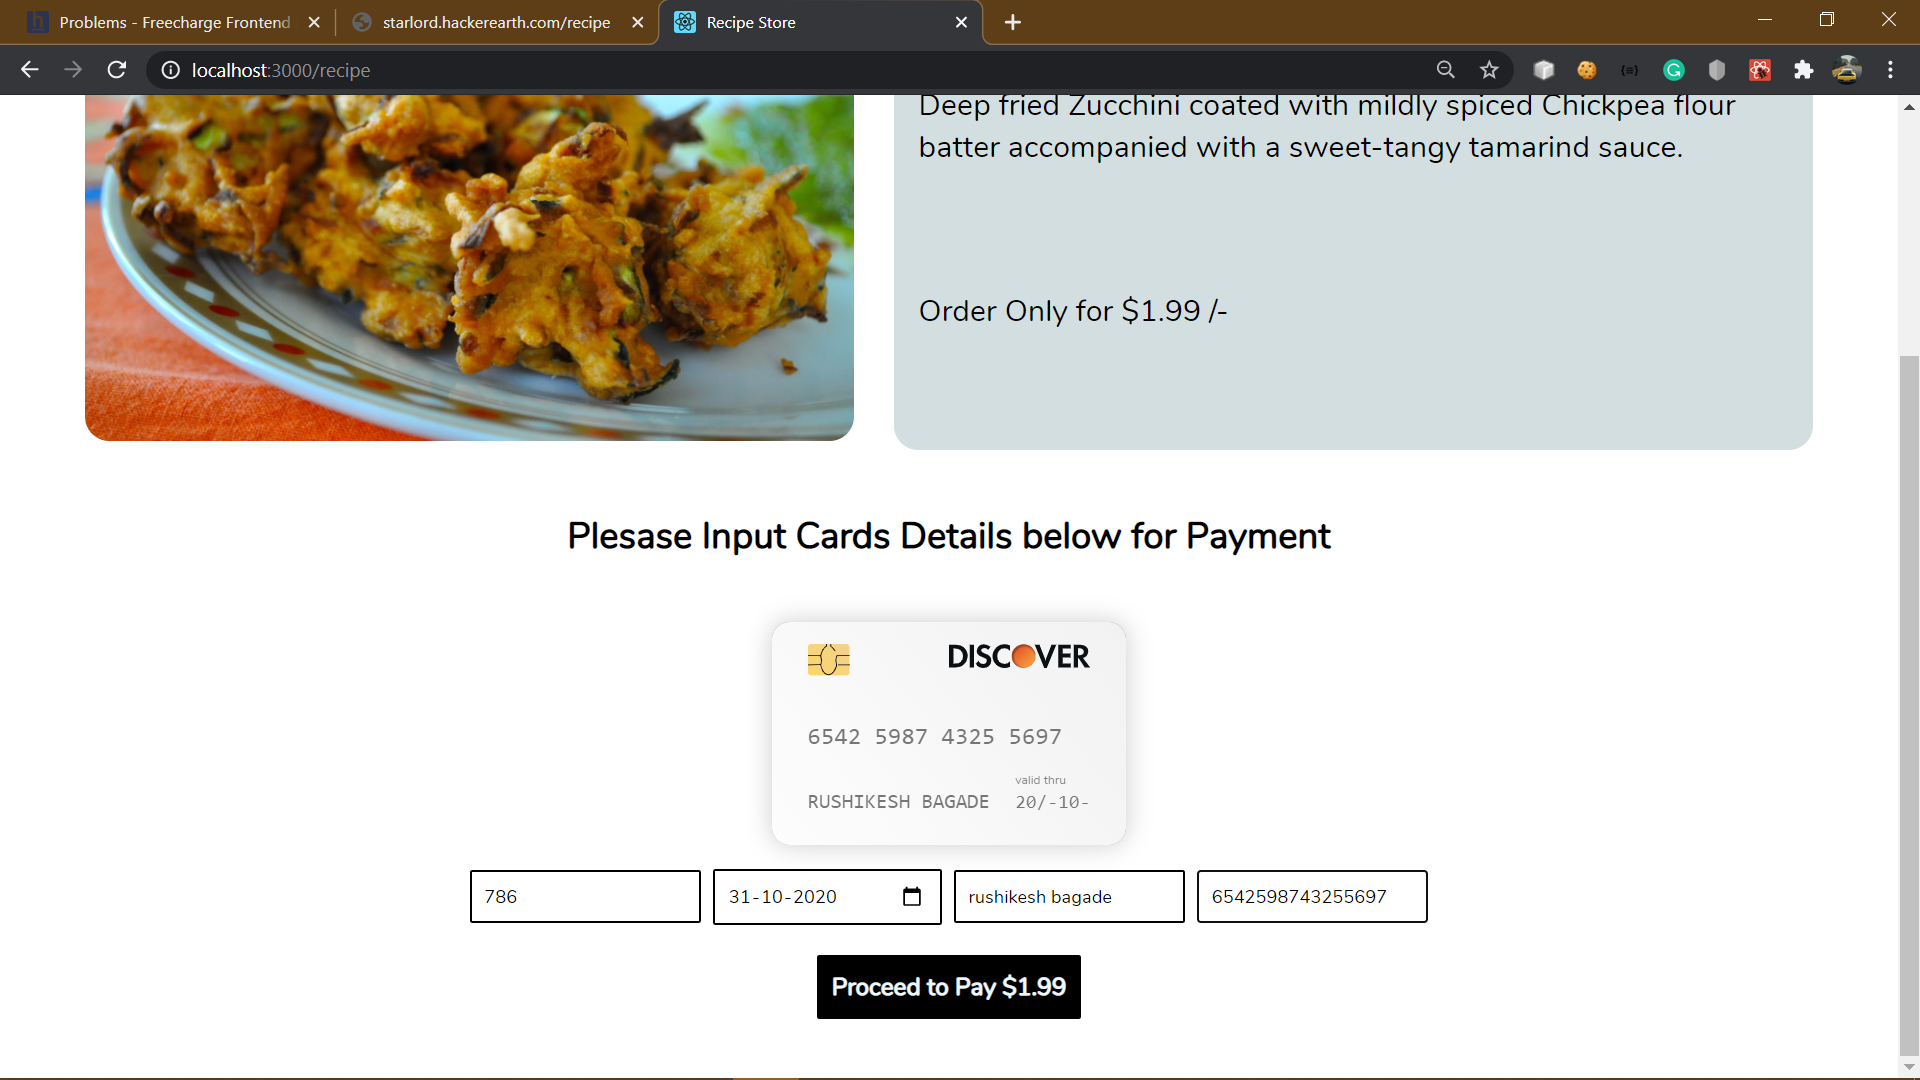 Problems - Freecharge Frontend
starlord.hackerearth.com/recipe
Recipe Store
localhost:3000/recipe
Deep fried Zucchini coated with mildly spiced Chickpea flour
batter accompanied with a sweet-tangy tamarind sauce.
Order Only for $1.99 /-
Plesase Input Cards Details below for Payment
DISCOVER
6542 5987 4325 5697
valid thru
RUSHIKESH BAGADE 20/-10-
786
31-10-2020
rushikesh bagade
6542598743255697
Proceed to Pay $1.99